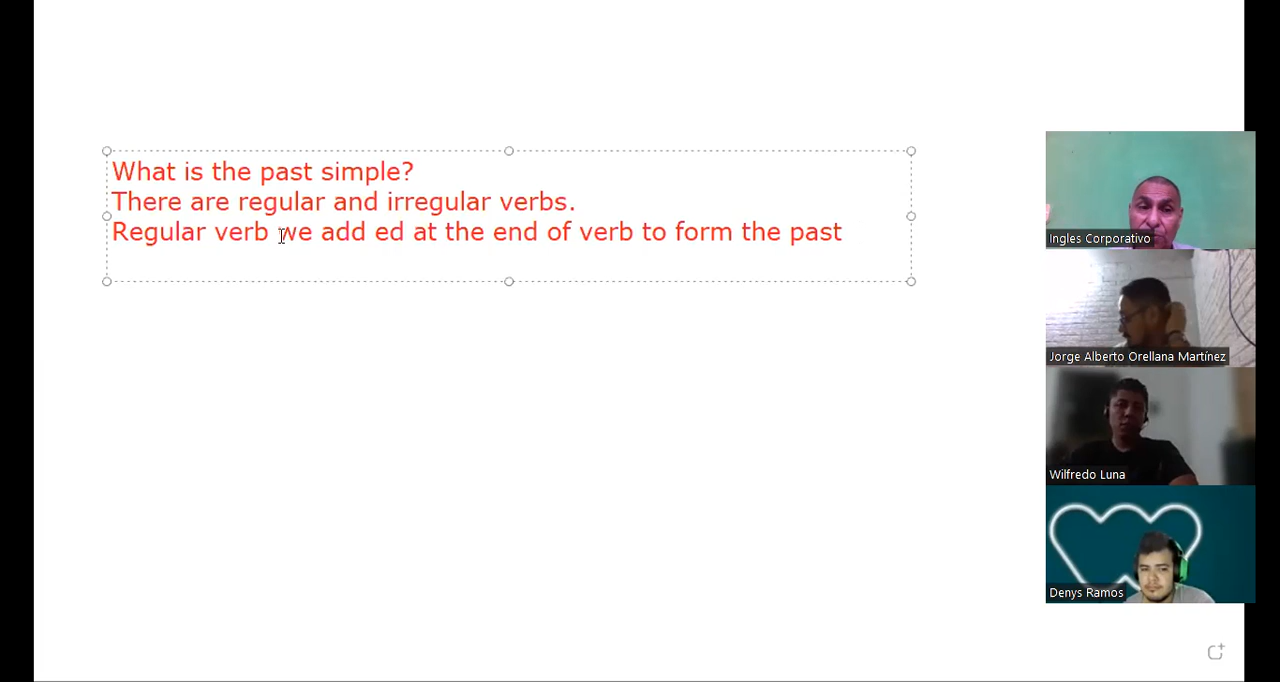 What is the past simple?
There are regular and irregular verbs.
Regular verb we add ed at the end of verb to form the past
Ingles Corporativo
Jorge Alberto Orellana Martínez
Wilfredo Luna
Denys Ramos